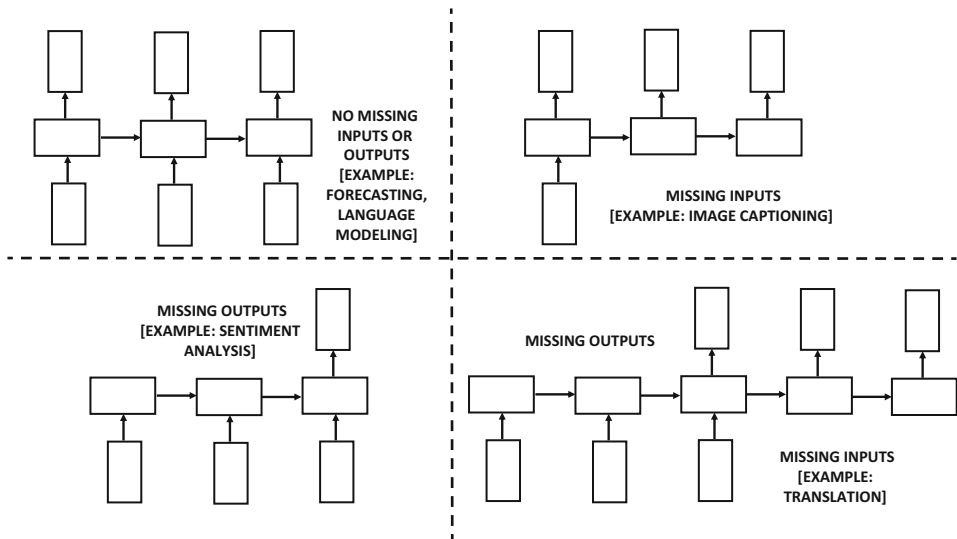 NO MISSING
INPUTS OR
OUTPUTS
[EXAMPLE:
FORECASTING,
LANGUAGE
MODELING]
MISSING INPUTS
[EXAMPLE: IMAGE CAPTIONING]
MISSING OUTPUTS
[EXAMPLE: SENTIMENT
ANALYSIS]
MISSING OUTPUTS
MISSING INPUTS
[EXAMPLE:
TRANSLATION]